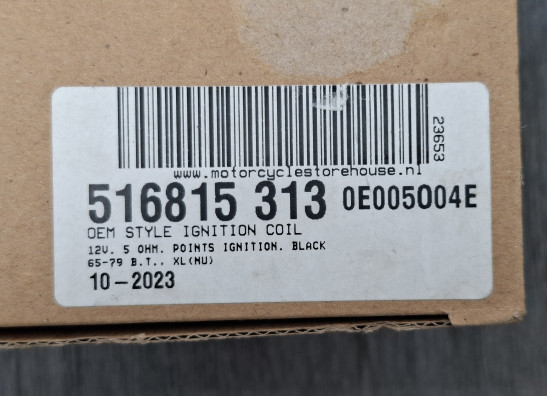 23653
www.motorcyclestorehouse.nl
516815 313 0E005004E
OEM STYLE IGNITION COIL
12V. 5 OHM. POINTS IGNITION. BLACK
65-79 B.T.. XL(NU)
10-2023